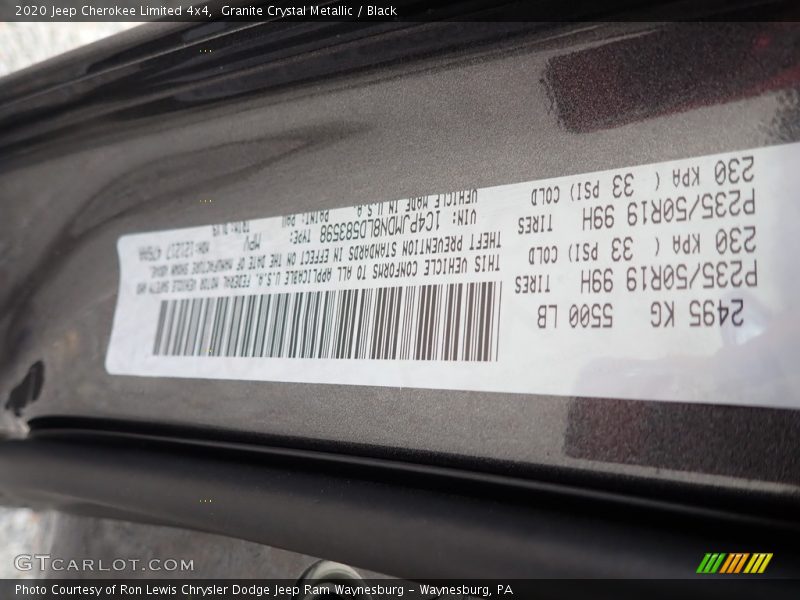 2020 Jeep Cherokee Limited 4x4, Granite Crystal Metallic / Black
2495 KG 5500 LB
P235/50R19 99H TIRES
230 KPA ( 33 PSI) COLD
P235/50R19 99H TIRES
230 KPA ( 33 PSI) COLD
THIS VEHICLE CONFORMS TO ALL APPLICABLE U.S.A. FEDERAL MOTOR VEHICLE SAFETY AND
THEFT PREVENTION STANDARDS IN EFFECT ON THE DATE OF MANUFACTURE SHOWN ABOVE.
VIN: 1C4PJMDN8LD583598 TYPE: MPV
VEHICLE MADE IN U.S.A. PAINT: PAU
GTCARLOT.COM
Photo Courtesy of Ron Lewis Chrysler Dodge Jeep Ram Waynesburg - Waynesburg, PA